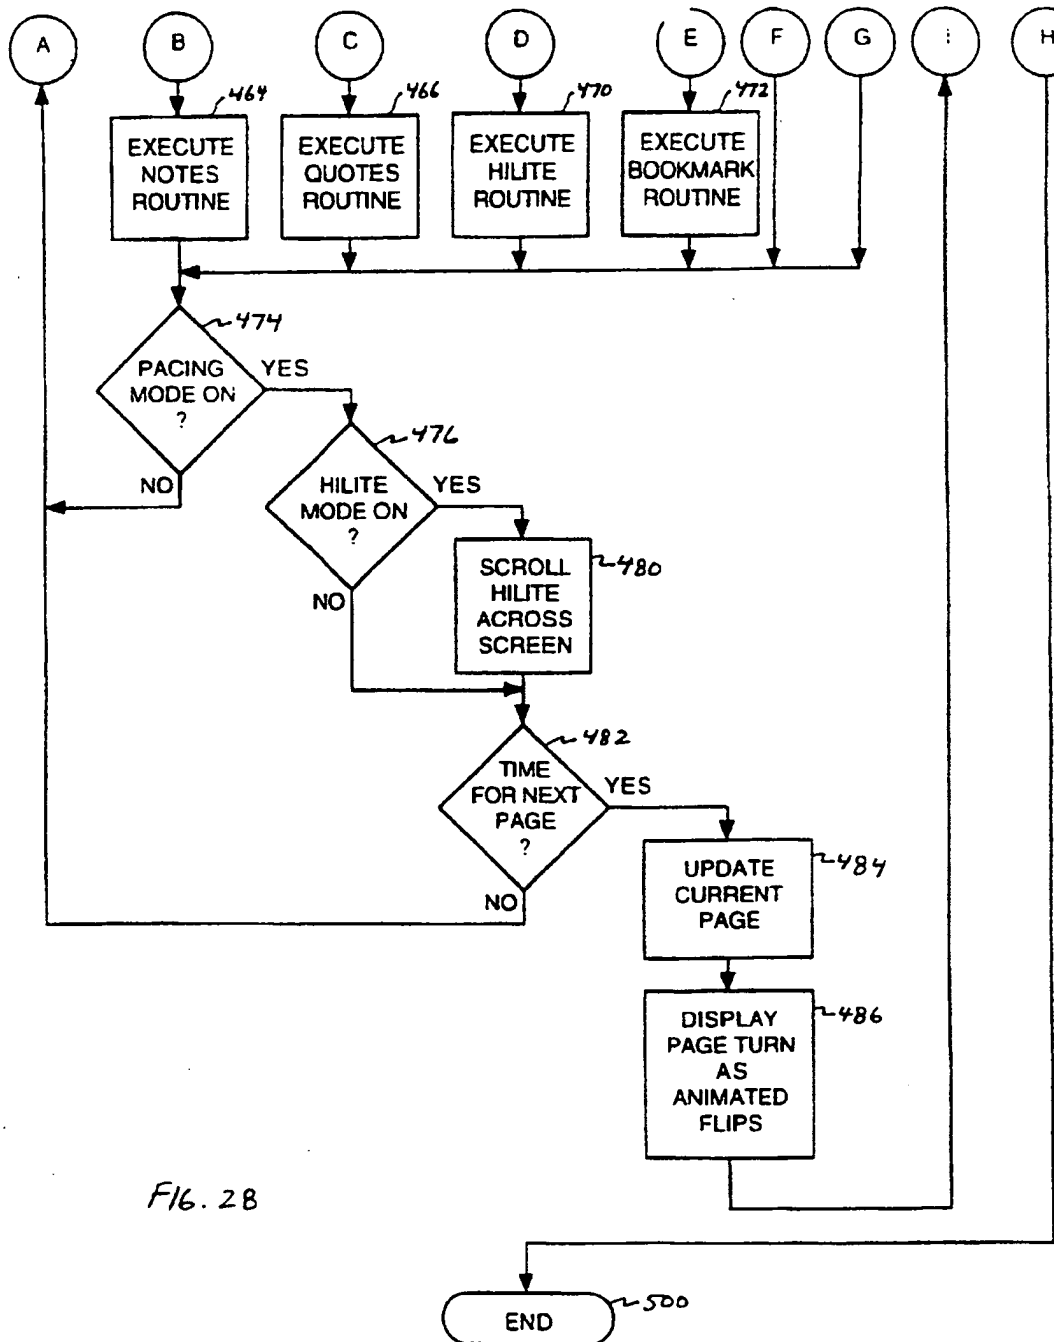 A B C D E F G I H
464 466 470 472
EXECUTE
NOTES
ROUTINE
EXECUTE
QUOTES
ROUTINE
EXECUTE
HILITE
ROUTINE
EXECUTE
BOOKMARK
ROUTINE
474
PACING
MODE ON
?
YES
NO
476
HILITE
MODE ON
?
YES
NO
480
SCROLL
HILITE
ACROSS
SCREEN
482
TIME
FOR NEXT
PAGE
?
YES
NO
484
UPDATE
CURRENT
PAGE
486
DISPLAY
PAGE TURN
AS
ANIMATED
FLIPS
FIG. 28
END
500